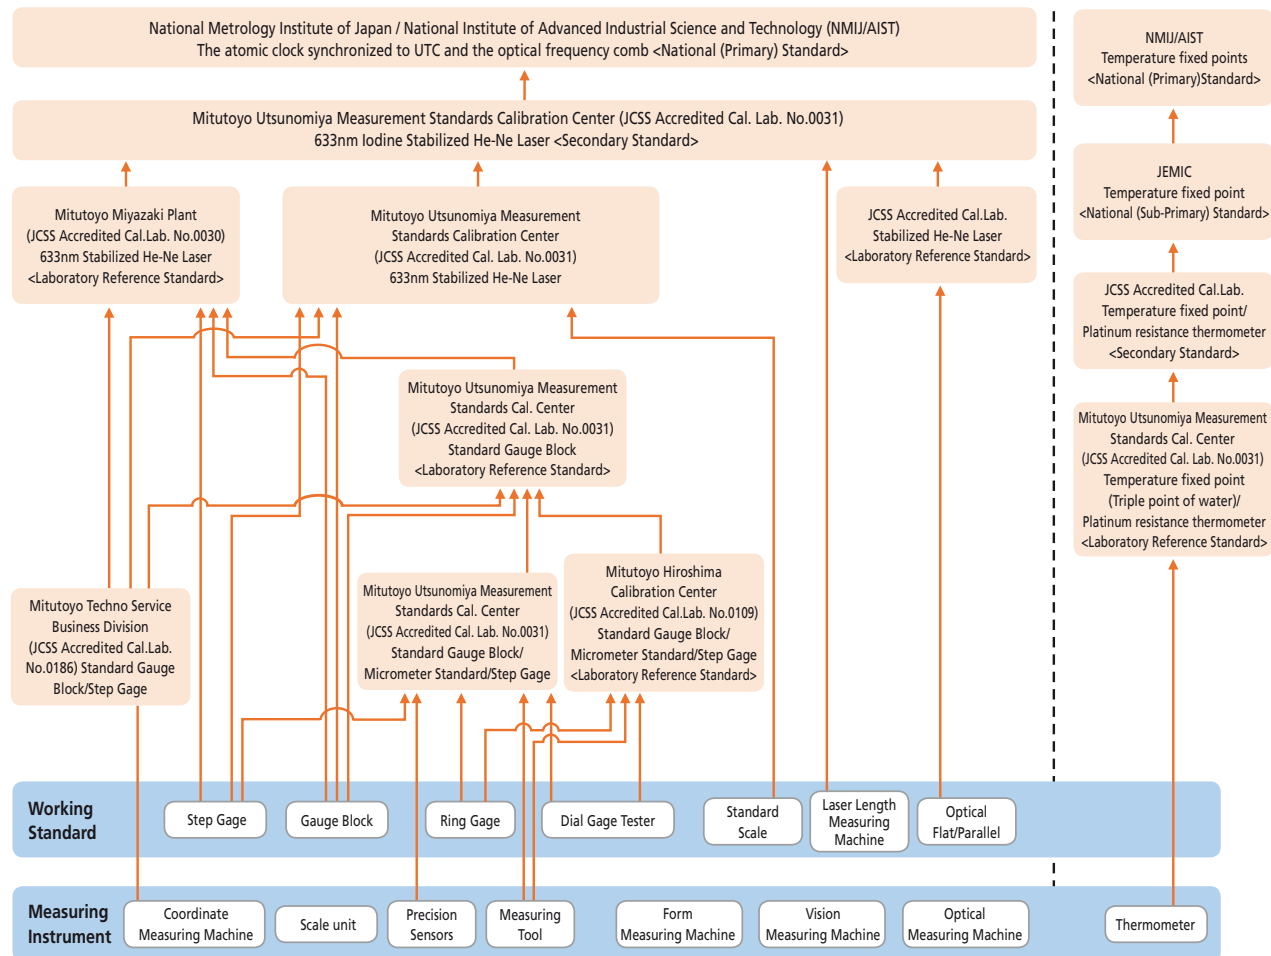 National Metrology Institute of Japan / National Institute of Advanced Industrial Science and Technology (NMIJ/AIST)
The atomic clock synchronized to UTC and the optical frequency comb <National (Primary) Standard>
Mitutoyo Utsunomiya Measurement Standards Calibration Center (JCSS Accredited Cal. Lab. No.0031)
633nm Iodine Stabilized He-Ne Laser <Secondary Standard>
Mitutoyo Miyazaki Plant
(JCSS Accredited Cal.Lab. No.0030)
633nm Stabilized He-Ne Laser
<Laboratory Reference Standard>
Mitutoyo Utsunomiya Measurement
Standards Calibration Center
(JCSS Accredited Cal. Lab. No.0031)
633nm Stabilized He-Ne Laser
JCSS Accredited Cal.Lab.
Stabilized He-Ne Laser
<Laboratory Reference Standard>
Mitutoyo Utsunomiya Measurement
Standards Cal. Center
(JCSS Accredited Cal. Lab. No.0031)
Standard Gauge Block
<Laboratory Reference Standard>
Mitutoyo Techno Service
Business Division
(JCSS Accredited Cal.Lab.
No.0186) Standard Gauge
Block/Step Gage
Mitutoyo Utsunomiya Measurement
Standards Cal. Center
(JCSS Accredited Cal. Lab. No.0031)
Standard Gauge Block/
Micrometer Standard/Step Gage
Mitutoyo Hiroshima
Calibration Center
(JCSS Accredited Cal.Lab. No.0109)
Standard Gauge Block/
Micrometer Standard/Step Gage
<Laboratory Reference Standard>
NMIJ/AIST
Temperature fixed points
<National (Primary)Standard>
JEMIC
Temperature fixed point
<National (Sub-Primary) Standard>
JCSS Accredited Cal.Lab.
Temperature fixed point/
Platinum resistance thermometer
<Secondary Standard>
Mitutoyo Utsunomiya Measurement
Standards Cal. Center
(JCSS Accredited Cal. Lab. No.0031)
Temperature fixed point
(Triple point of water)/
Platinum resistance thermometer
<Laboratory Reference Standard>
Working
Standard
Step Gage
Gauge Block
Ring Gage
Dial Gage Tester
Standard
Scale
Laser Length
Measuring
Machine
Optical
Flat/Parallel
Measuring
Instrument
Coordinate
Measuring Machine
Scale unit
Precision
Sensors
Measuring
Tool
Form
Measuring Machine
Vision
Measuring Machine
Optical
Measuring Machine
Thermometer